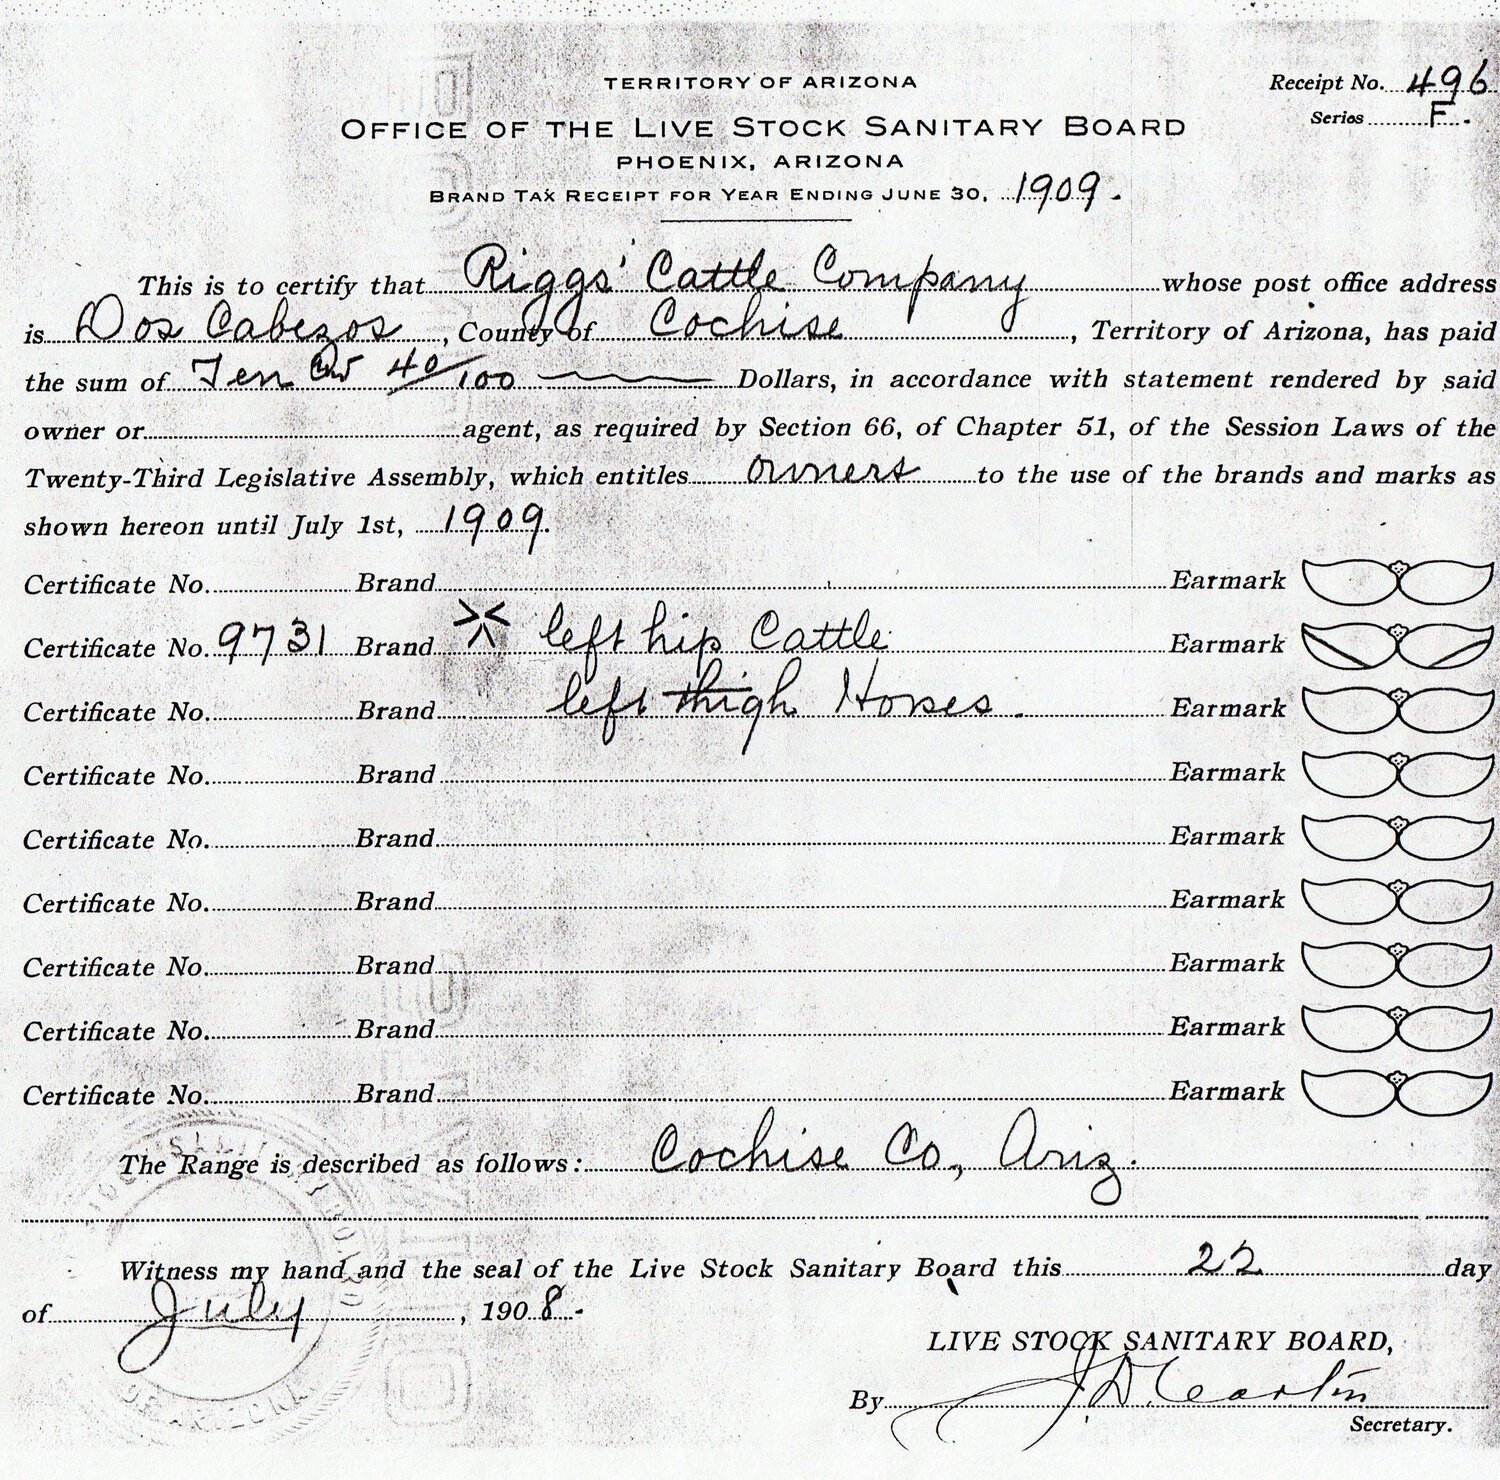 TERRITORY OF ARIZONA
Receipt No. 496
OFFICE OF THE LIVE STOCK SANITARY BOARD
Series F.
PHOENIX, ARIZONA
BRAND TAX RECEIPT FOR YEAR ENDING JUNE 30, 1909.
This is to certify that Riggs' Cattle Company whose post office address
is Dos Cabezos, County of Cochise, Territory of Arizona, has paid
the sum of Ten 40/100 Dollars, in accordance with statement rendered by said
owner or agent, as required by Section 66, of Chapter 51, of the Session Laws of the
Twenty-Third Legislative Assembly, which entitles owners to the use of the brands and marks as
shown hereon until July 1st, 1909.
Certificate No. Brand Earmark
Certificate No. 9731 Brand left hip Cattle Earmark
Certificate No. Brand left thigh Horses. Earmark
Certificate No. Brand Earmark
Certificate No. Brand Earmark
Certificate No. Brand Earmark
Certificate No. Brand Earmark
Certificate No. Brand Earmark
Certificate No. Brand Earmark
The Range is described as follows: Cochise Co., Ariz.
Witness my hand and the seal of the Live Stock Sanitary Board this 22 day
of July, 1908.
LIVE STOCK SANITARY BOARD,
By
Secretary.
OF ARIZONA